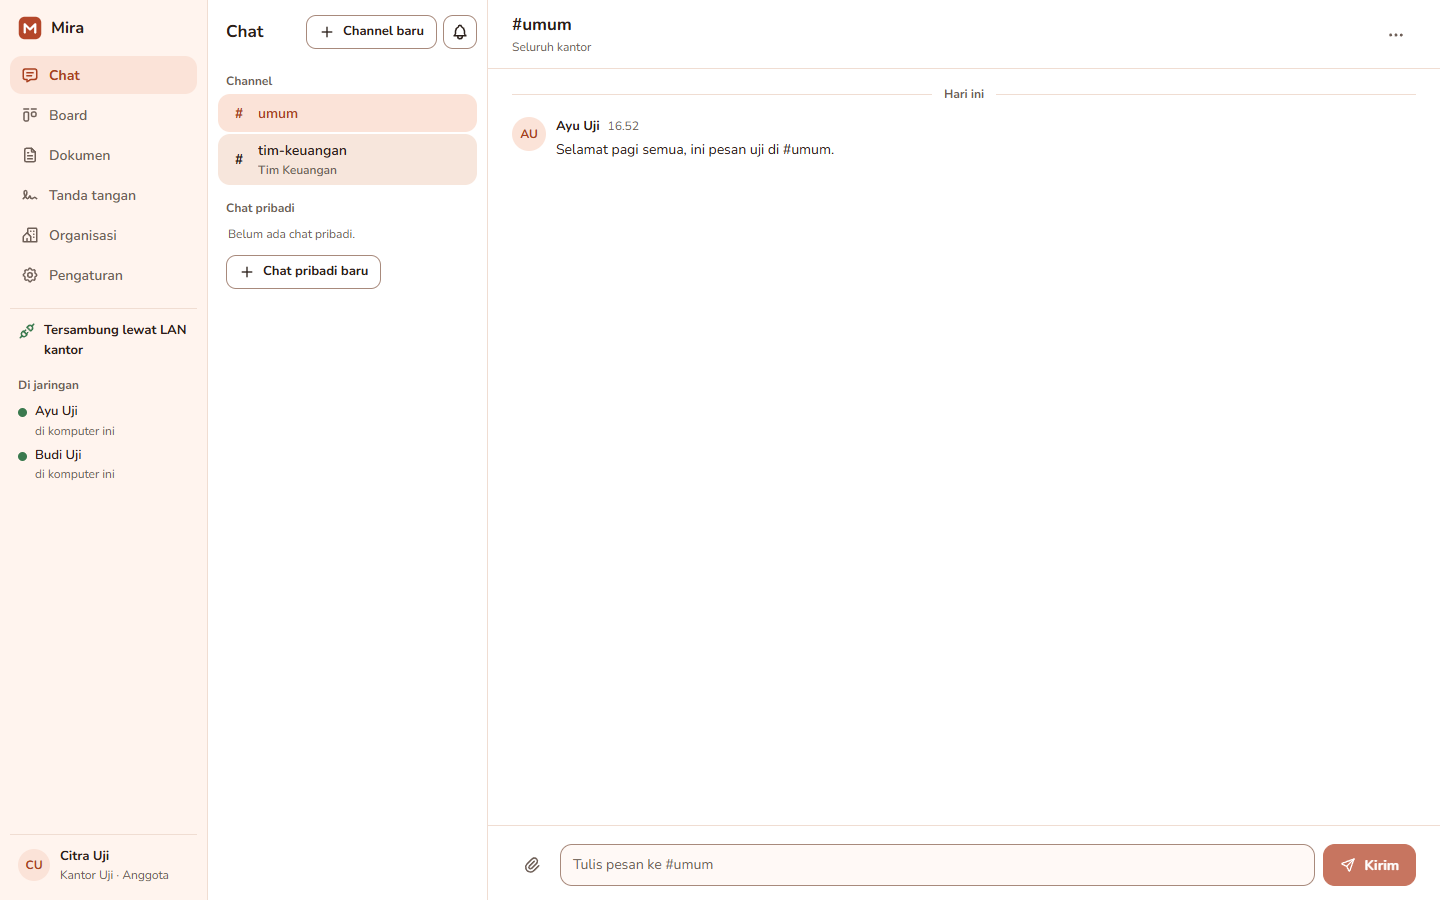 Mira
Chat
Board
Dokumen
Tanda tangan
Organisasi
Pengaturan
Tersambung lewat LAN
kantor
Di jaringan
Ayu Uji
di komputer ini
Budi Uji
di komputer ini
CU
Citra Uji
Kantor Uji · Anggota
Chat
Channel baru
Channel
# umum
# tim-keuangan
Tim Keuangan
Chat pribadi
Belum ada chat pribadi.
Chat pribadi baru
#umum
Seluruh kantor
Hari ini
AU
Ayu Uji 16.52
Selamat pagi semua, ini pesan uji di #umum.
Tulis pesan ke #umum
Kirim